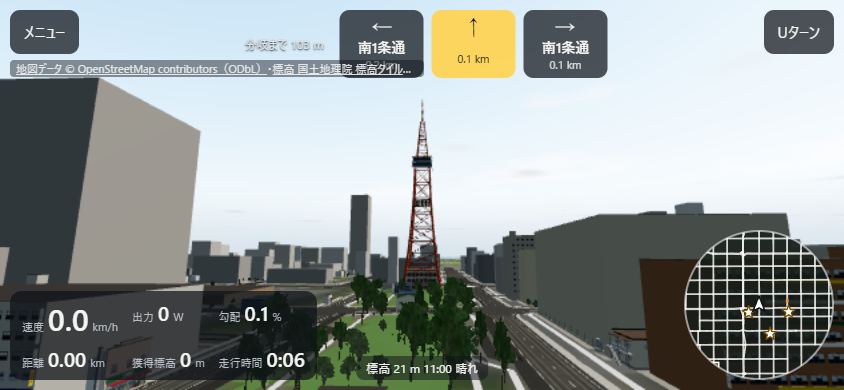 メニュー
分岐まで 103 m
←
南1条通
↑
0.1 km
→
南1条通
0.1 km
Uターン
地図データ © OpenStreetMap contributors（ODbL）・標高 国土地理院 標高タイル...
速度 0.0 km/h
出力 0 W
勾配 0.1 %
距離 0.00 km
獲得標高 0 m
走行時間 0:06
標高 21 m 11:00 晴れ